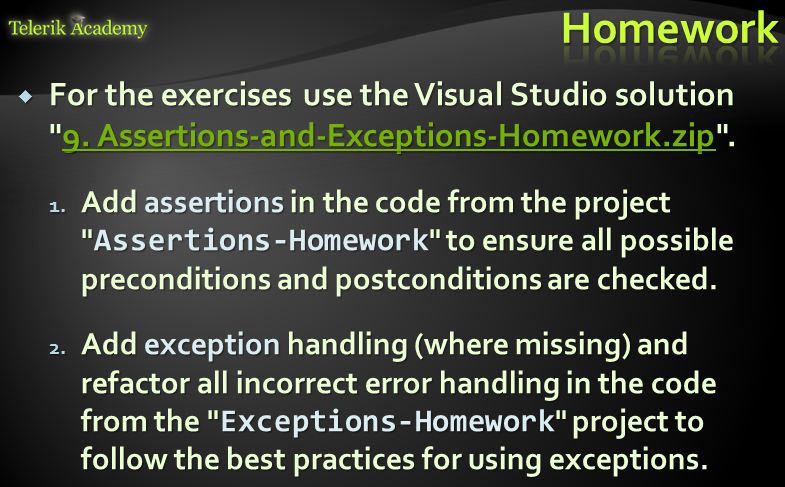 Telerik Academy
Homework
For the exercises use the Visual Studio solution
"9. Assertions-and-Exceptions-Homework.zip".
1. Add assertions in the code from the project
"Assertions-Homework" to ensure all possible
preconditions and postconditions are checked.
2. Add exception handling (where missing) and
refactor all incorrect error handling in the code
from the "Exceptions-Homework" project to
follow the best practices for using exceptions.